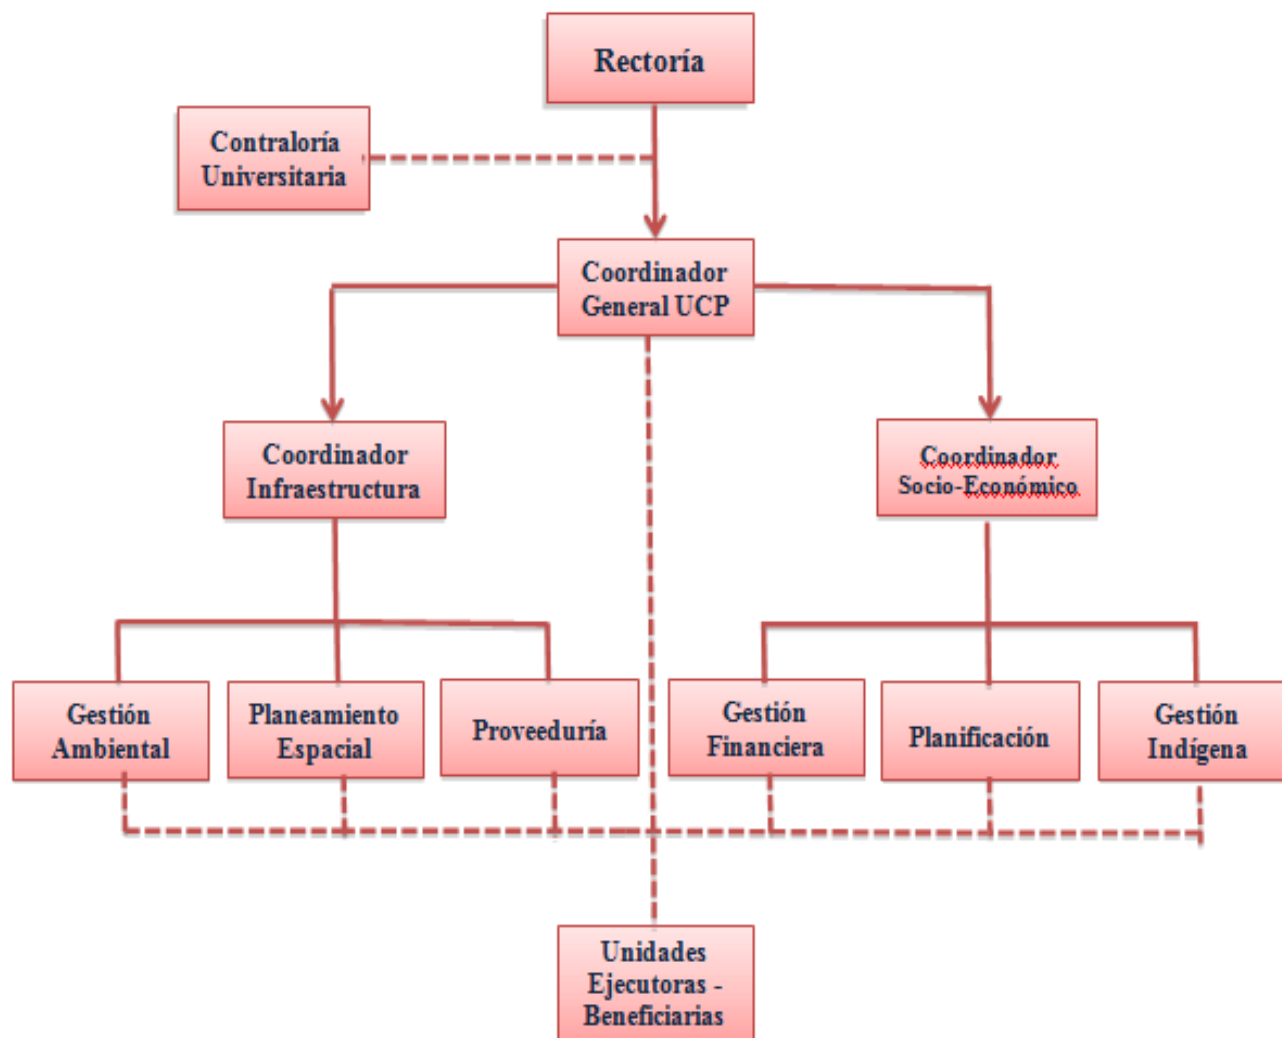 Rectoría
Contraloría
Universitaria
Coordinador
General UCP
Coordinador
Infraestructura
Coordinador
Socio-Económico
Gestión
Ambiental
Planeamiento
Espacial
Proveeduría
Gestión
Financiera
Planificación
Gestión
Indígena
Unidades
Ejecutoras -
Beneficiarias